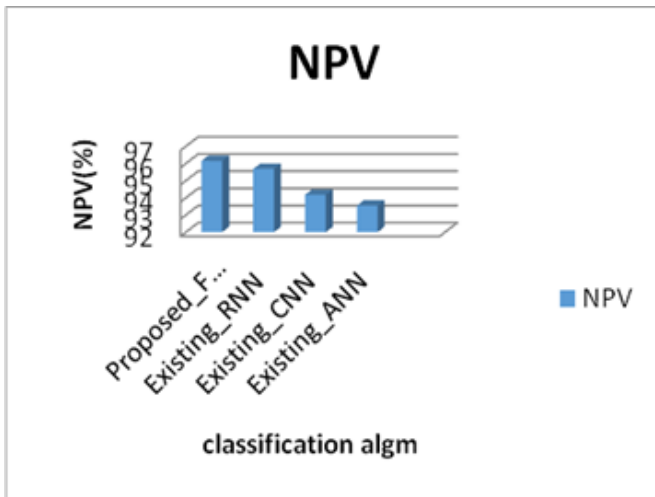 NPV
NPV(%)
97
96
95
94
93
92
Proposed_F...
Existing_RNN
Existing_CNN
Existing_ANN
NPV
classification algm